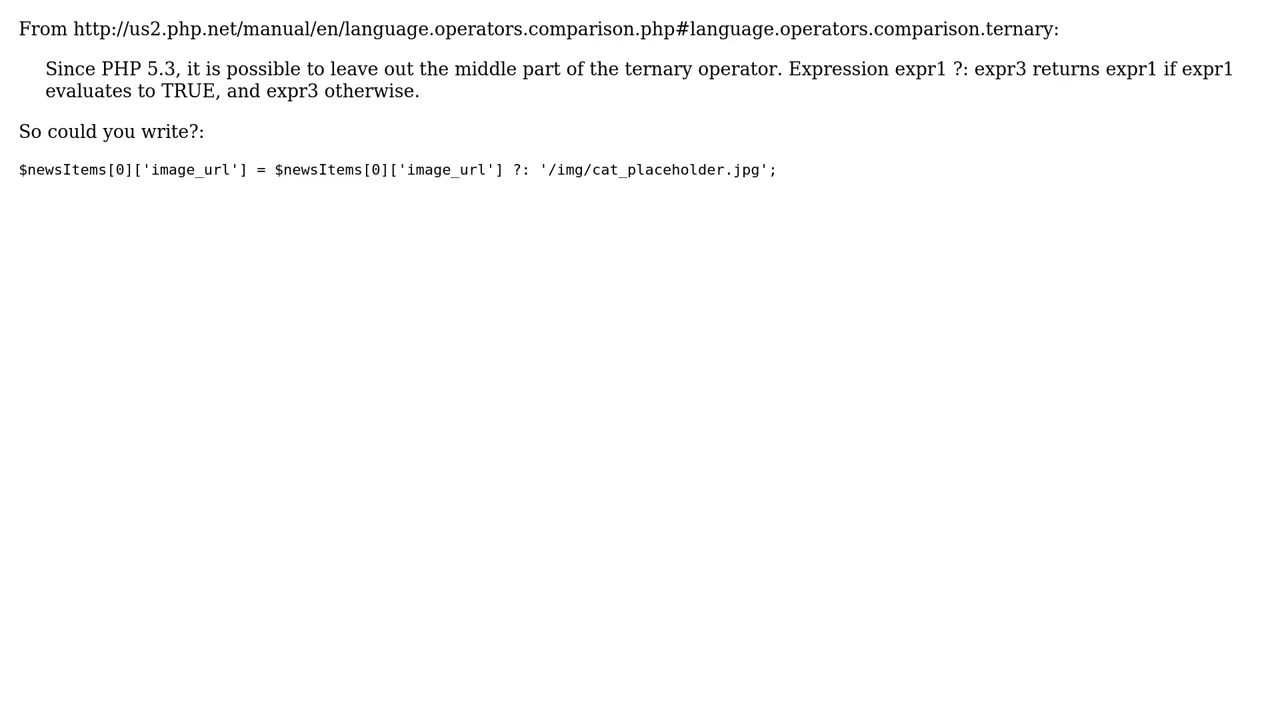 From http://us2.php.net/manual/en/language.operators.comparison.php#language.operators.comparison.ternary:
Since PHP 5.3, it is possible to leave out the middle part of the ternary operator. Expression expr1 ?: expr3 returns expr1 if expr1
evaluates to TRUE, and expr3 otherwise.
So could you write?:
$newsItems[0]['image_url'] = $newsItems[0]['image_url'] ?: '/img/cat_placeholder.jpg';